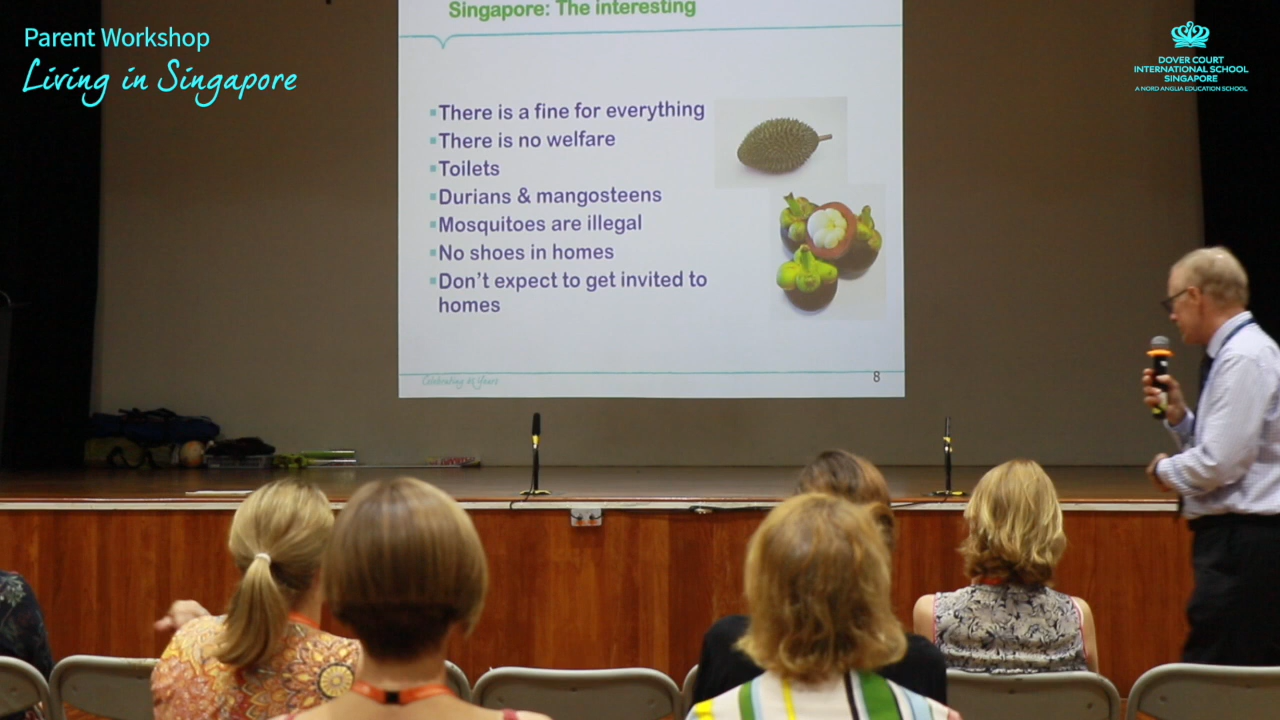 Parent Workshop
Living in Singapore
DOVER COURT
INTERNATIONAL SCHOOL
SINGAPORE
A NORD ANGLIA EDUCATION SCHOOL
Singapore: The interesting
There is a fine for everything
There is no welfare
Toilets
Durians & mangosteens
Mosquitoes are illegal
No shoes in homes
Don't expect to get invited to
homes
8